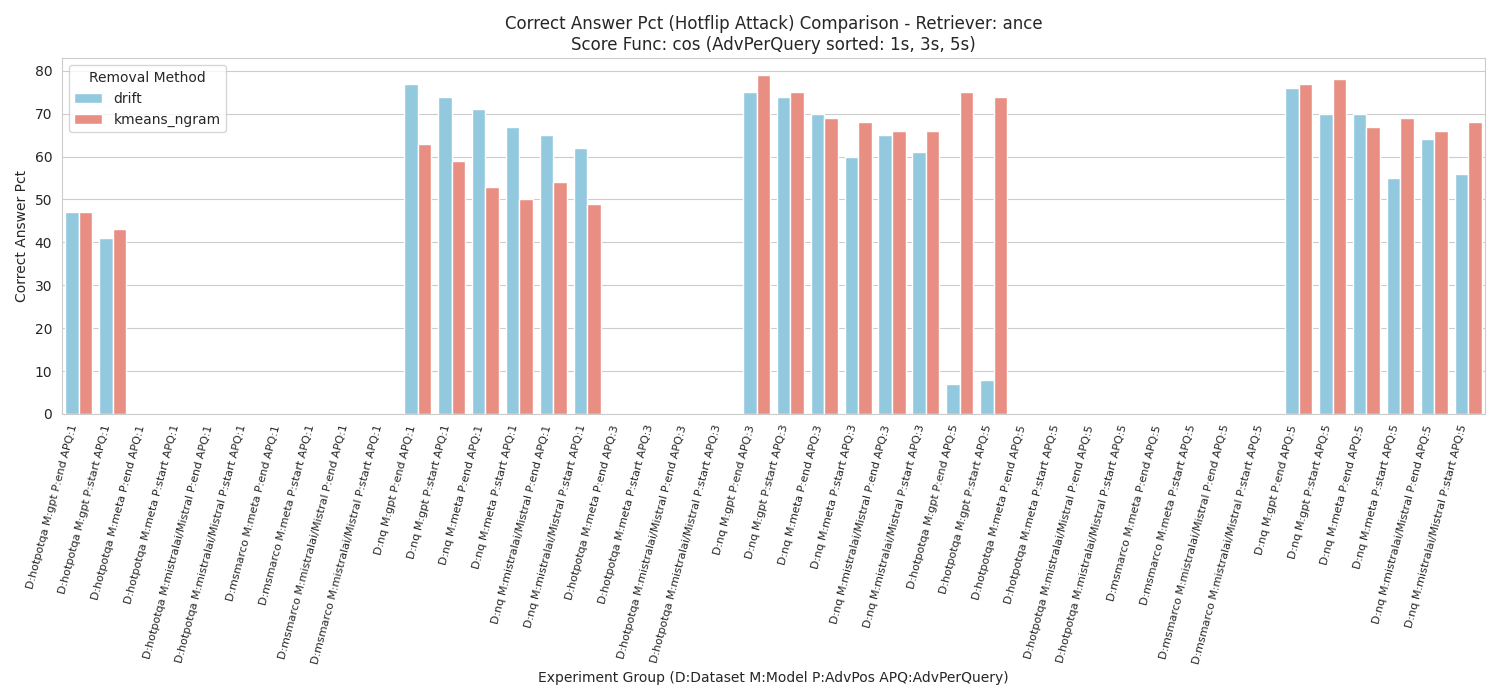 Correct Answer Pct (Hotflip Attack) Comparison - Retriever: ance
Score Func: cos (AdvPerQuery sorted: 1s, 3s, 5s)
Removal Method
drift
kmeans_ngram
Correct Answer Pct
80
70
60
50
40
30
20
10
0
D:hotpotqa M:gpt P:end APQ:1
D:hotpotqa M:gpt P:start APQ:1
D:hotpotqa M:meta P:end APQ:1
D:hotpotqa M:meta P:start APQ:1
D:hotpotqa M:mistralai/Mistral P:end APQ:1
D:hotpotqa M:mistralai/Mistral P:start APQ:1
D:msmarco M:meta P:end APQ:1
D:msmarco M:meta P:start APQ:1
D:msmarco M:mistralai/Mistral P:end APQ:1
D:msmarco M:mistralai/Mistral P:start APQ:1
D:nq M:gpt P:end APQ:1
D:nq M:gpt P:start APQ:1
D:nq M:meta P:end APQ:1
D:nq M:meta P:start APQ:1
D:nq M:mistralai/Mistral P:end APQ:1
D:nq M:mistralai/Mistral P:start APQ:1
D:hotpotqa M:meta P:end APQ:3
D:hotpotqa M:meta P:start APQ:3
D:hotpotqa M:mistralai/Mistral P:end APQ:3
D:hotpotqa M:mistralai/Mistral P:start APQ:3
D:nq M:gpt P:end APQ:3
D:nq M:gpt P:start APQ:3
D:nq M:meta P:end APQ:3
D:nq M:meta P:start APQ:3
D:nq M:mistralai/Mistral P:end APQ:3
D:nq M:mistralai/Mistral P:start APQ:3
D:hotpotqa M:gpt P:end APQ:5
D:hotpotqa M:gpt P:start APQ:5
D:hotpotqa M:meta P:end APQ:5
D:hotpotqa M:meta P:start APQ:5
D:hotpotqa M:mistralai/Mistral P:end APQ:5
D:hotpotqa M:mistralai/Mistral P:start APQ:5
D:msmarco M:meta P:end APQ:5
D:msmarco M:meta P:start APQ:5
D:msmarco M:mistralai/Mistral P:end APQ:5
D:msmarco M:mistralai/Mistral P:start APQ:5
D:nq M:gpt P:end APQ:5
D:nq M:gpt P:start APQ:5
D:nq M:meta P:end APQ:5
D:nq M:meta P:start APQ:5
D:nq M:mistralai/Mistral P:end APQ:5
D:nq M:mistralai/Mistral P:start APQ:5
Experiment Group (D:Dataset M:Model P:AdvPos APQ:AdvPerQuery)